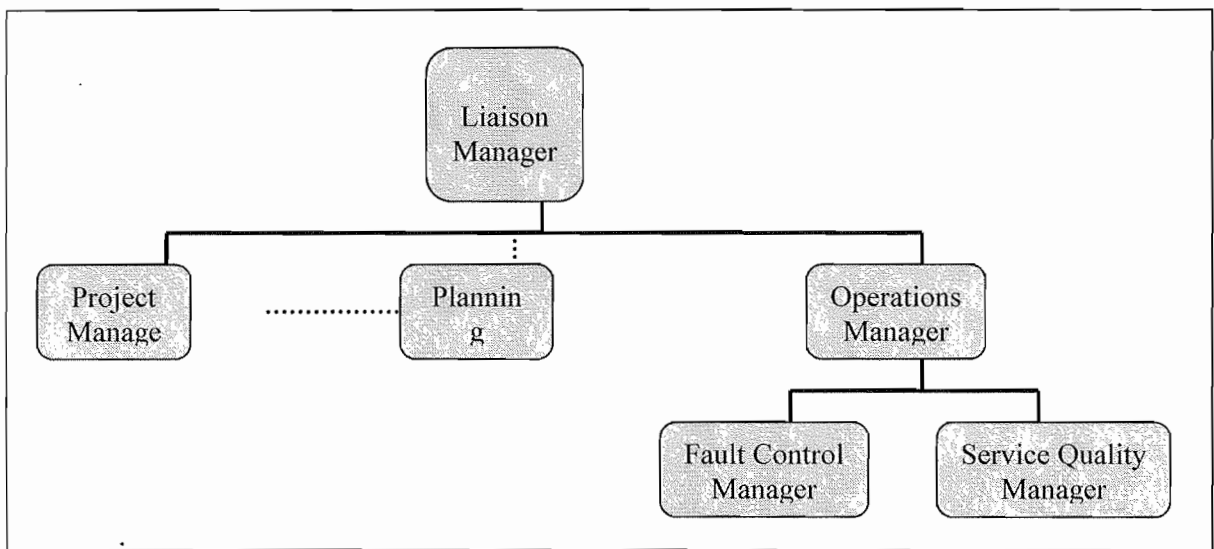 Liaison
Manager
Project
Manage
Plannin
g
Operations
Manager
Fault Control
Manager
Service Quality
Manager